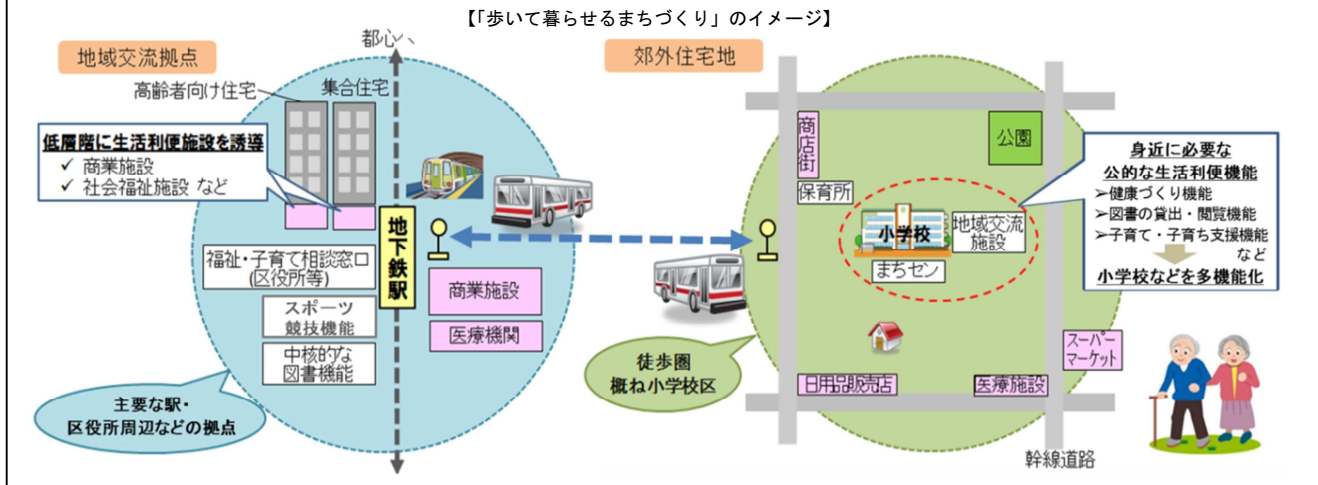 【「歩いて暮らせるまちづくり」のイメージ】
地域交流拠点
都心へ
高齢者向け住宅
集合住宅
低層階に生活利便施設を誘導
✓ 商業施設
✓ 社会福祉施設 など
地下鉄駅
福祉・子育て相談窓口
(区役所等)
スポーツ
競技機能
中核的な
図書機能
商業施設
医療機関
主要な駅・
区役所周辺などの拠点
郊外住宅地
商店街
公園
保育所
小学校
地域交流
施設
まちセン
身近に必要な
公的な生活利便機能
➢健康づくり機能
➢図書の貸出・閲覧機能
➢子育て・子育ち支援機能
など
小学校などを多機能化
徒歩圏
概ね小学校区
スーパー
マーケット
日用品販売店
医療施設
幹線道路